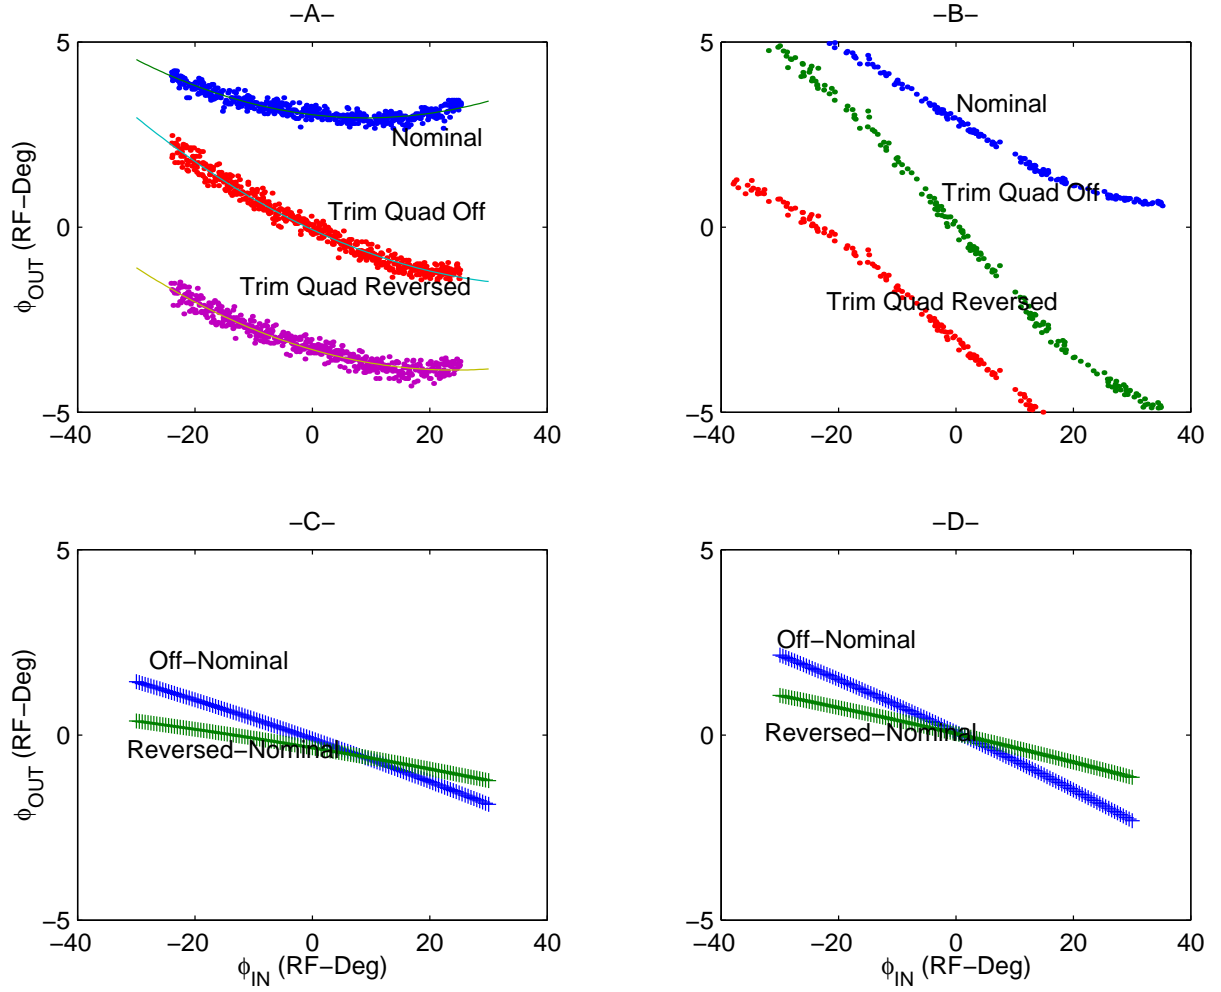 –A–
–B–
5
0
−5
−40
−20
0
20
40
ϕOUT (RF−Deg)
Nominal
Trim Quad Off
Trim Quad Reversed
5
0
−5
−40
−20
0
20
40
Nominal
Trim Quad Off
Trim Quad Reversed
–C–
–D–
5
0
−5
−40
−20
0
20
40
ϕOUT (RF−Deg)
ϕIN (RF−Deg)
Off−Nominal
Reversed−Nominal
5
0
−5
−40
−20
0
20
40
ϕIN (RF−Deg)
Off−Nominal
Reversed−Nominal